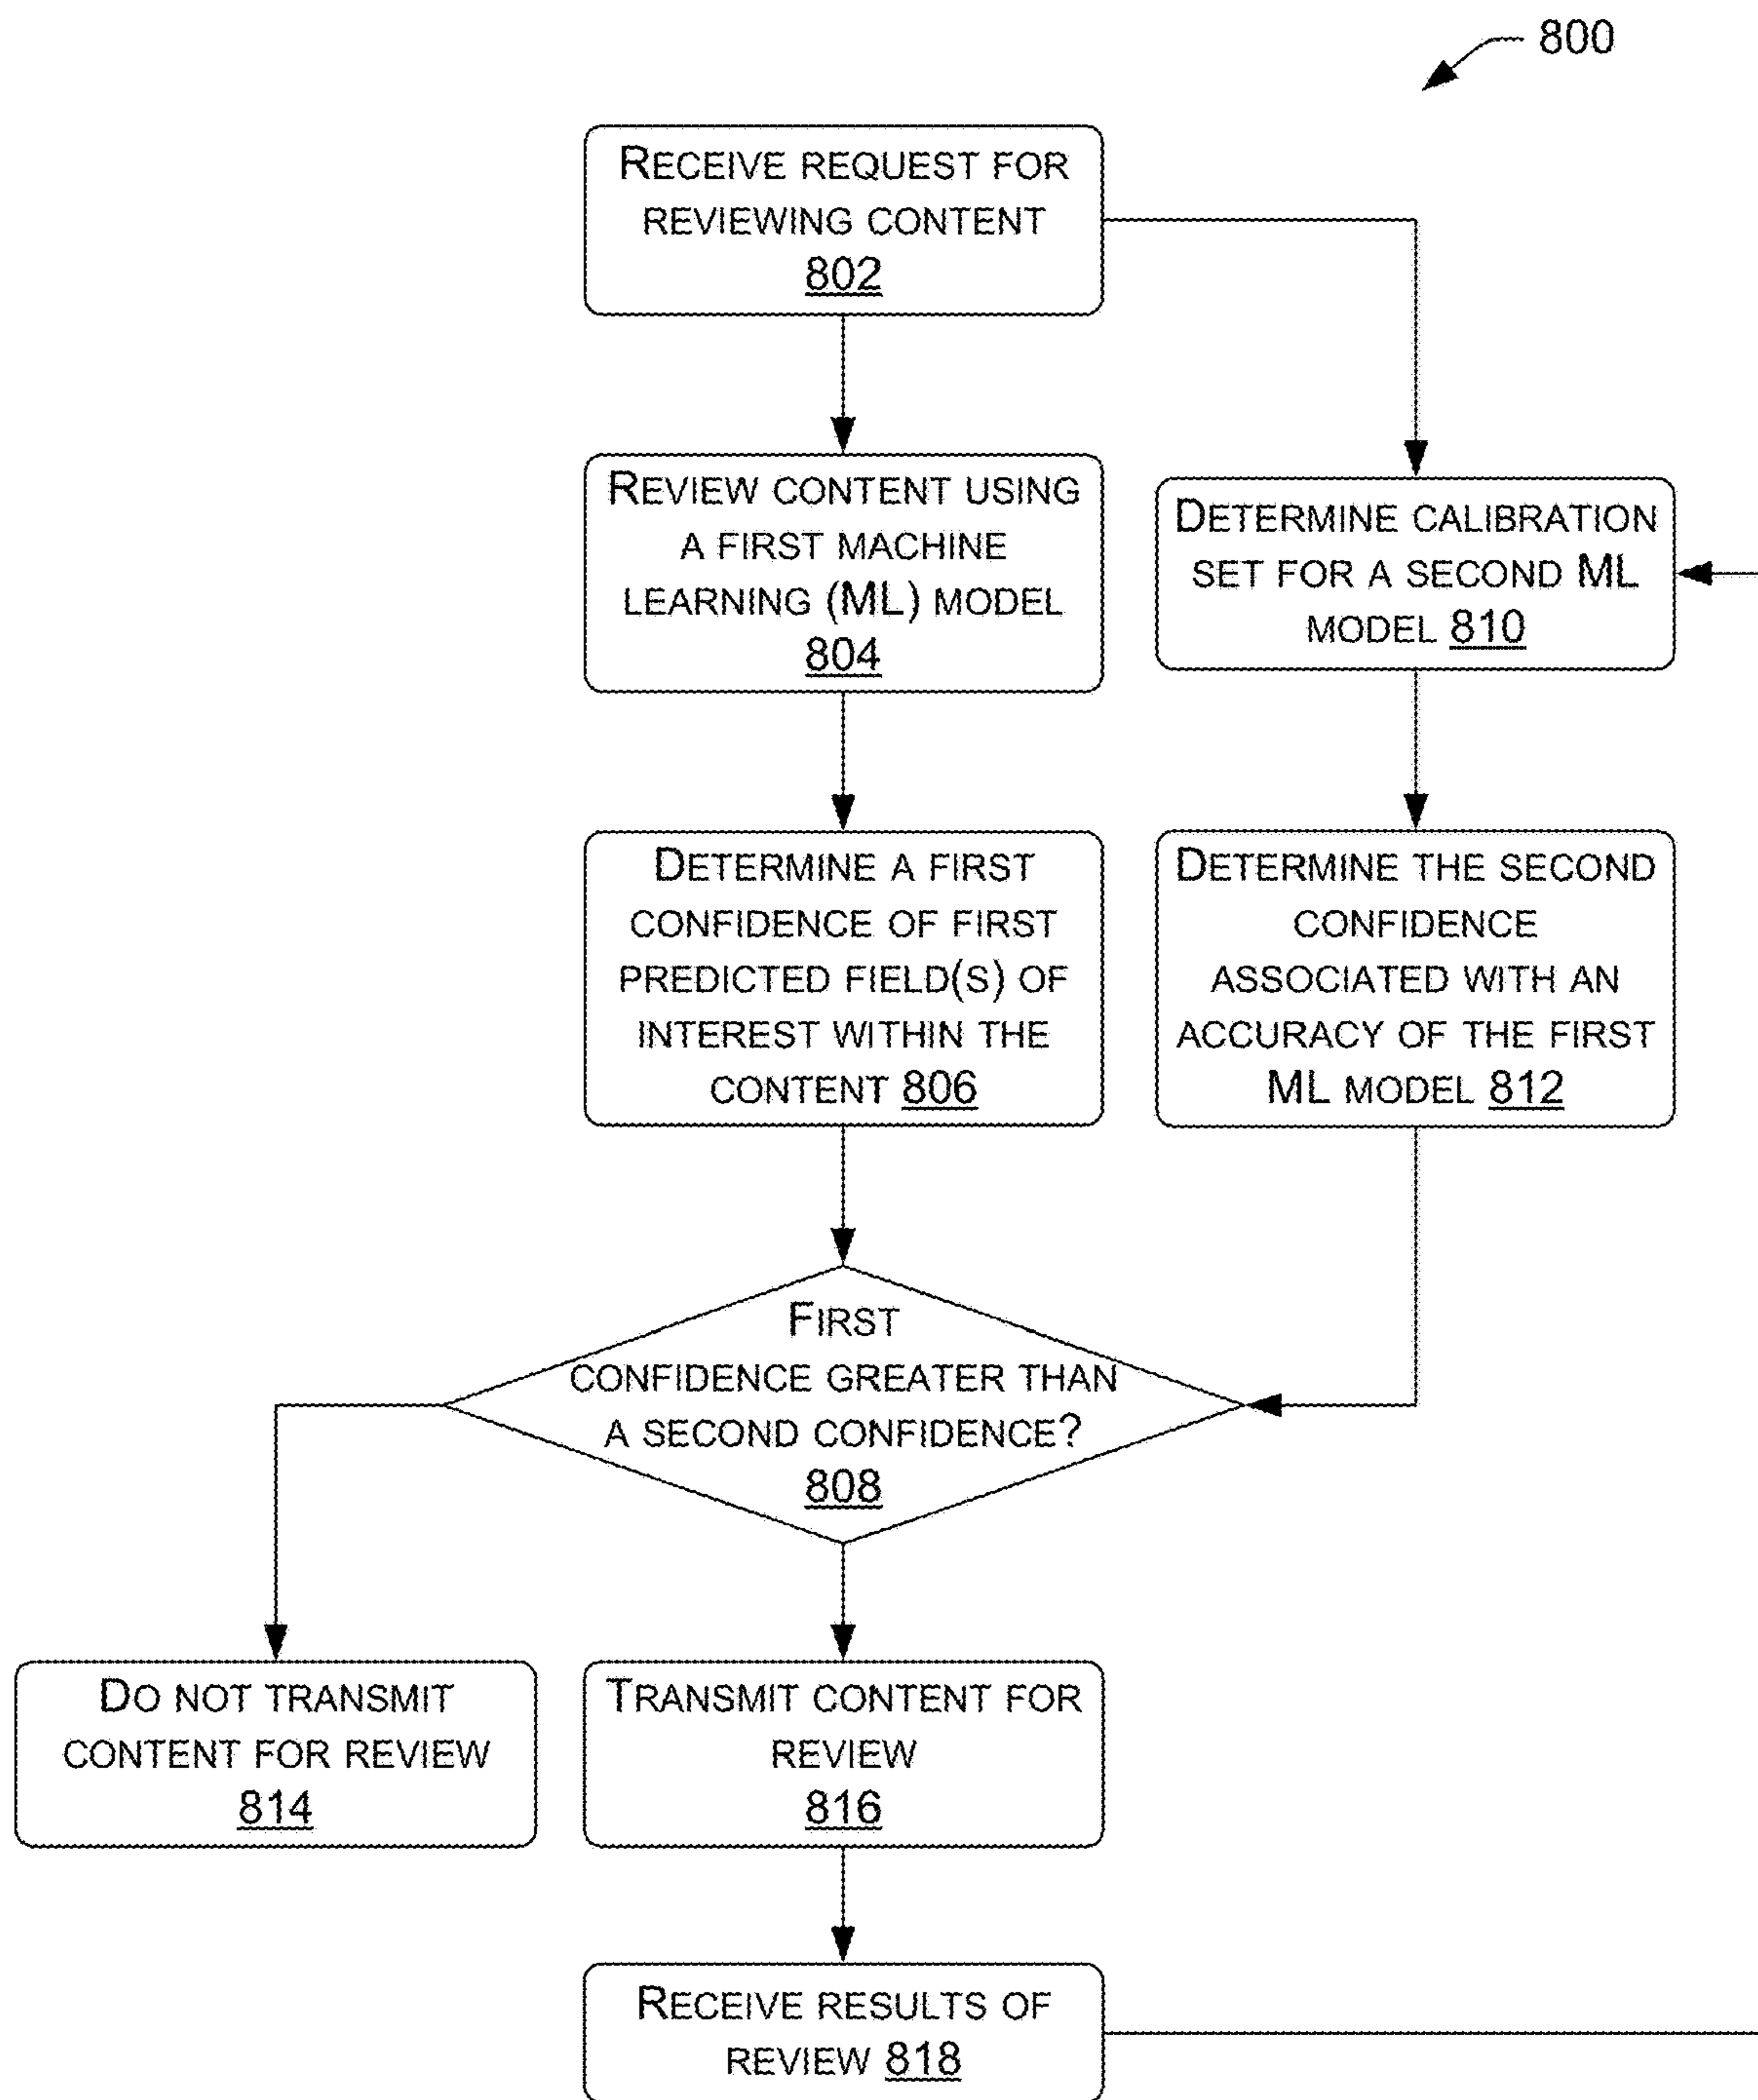 800
RECEIVE REQUEST FOR
REVIEWING CONTENT
802
REVIEW CONTENT USING
A FIRST MACHINE
LEARNING (ML) MODEL
804
DETERMINE CALIBRATION
SET FOR A SECOND ML
MODEL 810
DETERMINE A FIRST
CONFIDENCE OF FIRST
PREDICTED FIELD(S) OF
INTEREST WITHIN THE
CONTENT 806
DETERMINE THE SECOND
CONFIDENCE
ASSOCIATED WITH AN
ACCURACY OF THE FIRST
ML MODEL 812
FIRST
CONFIDENCE GREATER THAN
A SECOND CONFIDENCE?
808
DO NOT TRANSMIT
CONTENT FOR REVIEW
814
TRANSMIT CONTENT FOR
REVIEW
816
RECEIVE RESULTS OF
REVIEW 818